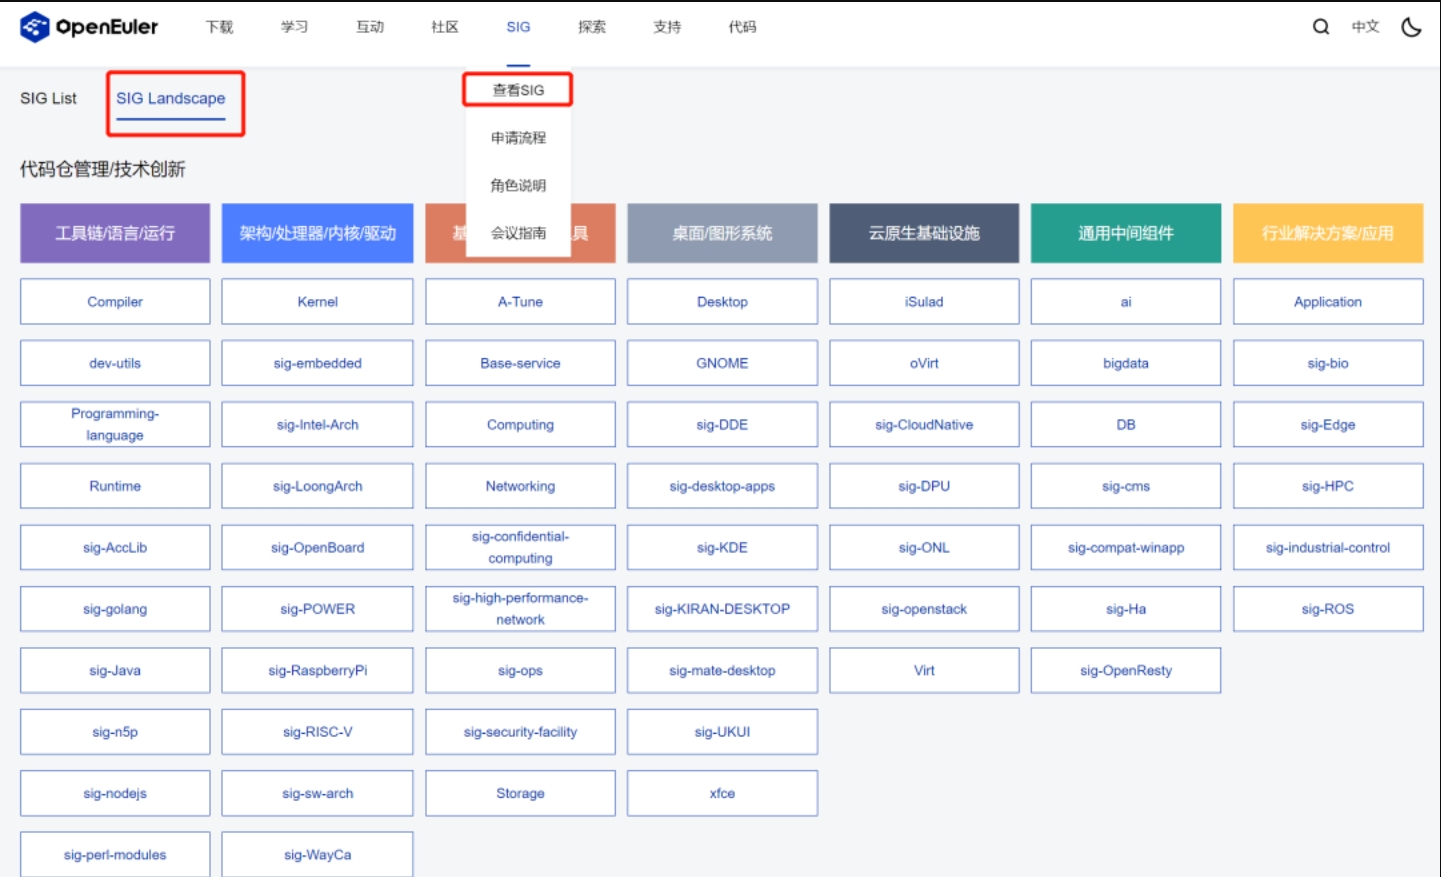 openEuler
下载 学习 互动 社区 SIG 探索 支持 代码 中文
SIG List SIG Landscape
查看SIG
申请流程
角色说明
会议指南
代码仓管理/技术创新
工具链/语言/运行 架构/处理器/内核/驱动 基 具 桌面/图形系统 云原生基础设施 通用中间组件 行业解决方案/应用
Compiler Kernel A-Tune Desktop iSulad ai Application
dev-utils sig-embedded Base-service GNOME oVirt bigdata sig-bio
Programming-
language sig-Intel-Arch Computing sig-DDE sig-CloudNative DB sig-Edge
Runtime sig-LoongArch Networking sig-desktop-apps sig-DPU sig-cms sig-HPC
sig-AccLib sig-OpenBoard sig-confidential-
computing sig-KDE sig-ONL sig-compat-winapp sig-industrial-control
sig-golang sig-POWER sig-high-performance-
network sig-KIRAN-DESKTOP sig-openstack sig-Ha sig-ROS
sig-Java sig-RaspberryPi sig-ops sig-mate-desktop Virt sig-OpenResty
sig-n5p sig-RISC-V sig-security-facility sig-UKUI
sig-nodejs sig-sw-arch Storage xfce
sig-perl-modules sig-WayCa